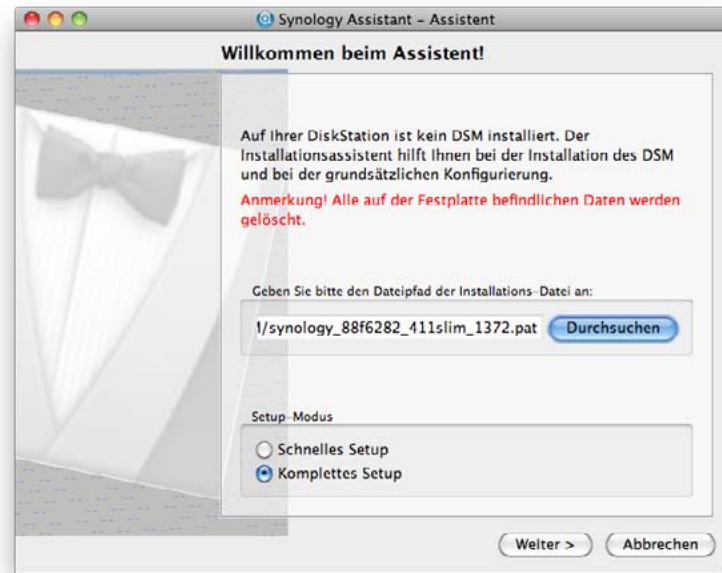 Synology Assistant – Assistent
Willkommen beim Assistent!
Auf Ihrer DiskStation ist kein DSM installiert. Der
Installationsassistent hilft Ihnen bei der Installation des DSM
und bei der grundsätzlichen Konfigurierung.
Anmerkung! Alle auf der Festplatte befindlichen Daten werden
gelöscht.
Geben Sie bitte den Dateipfad der Installations-Datei an:
1/synology_88f6282_411slim_1372.pat
Durchsuchen
Setup-Modus
Schnelles Setup
Komplettes Setup
Weiter >
Abbrechen